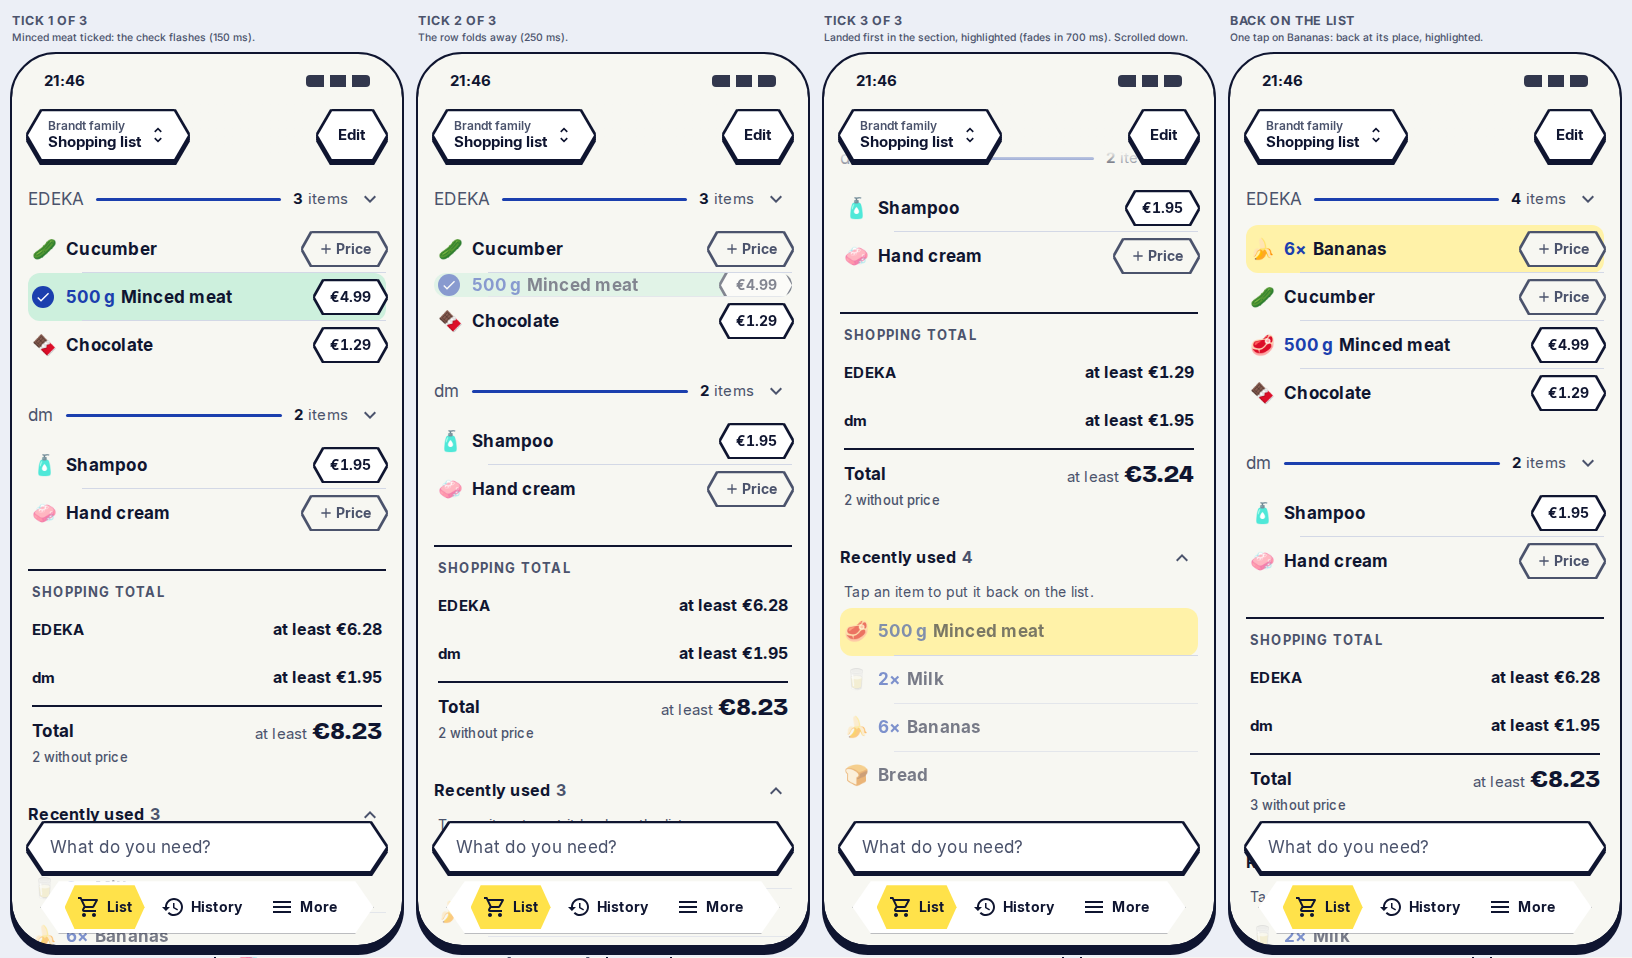 TICK 1 OF 3
Minced meat ticked: the check flashes (150 ms).
21:46
Brandt family
Shopping list
Edit
EDEKA 3 items
Cucumber + Price
500 g Minced meat €4.99
Chocolate €1.29
dm 2 items
Shampoo €1.95
Hand cream + Price
SHOPPING TOTAL
EDEKA at least €6.28
dm at least €1.95
Total at least €8.23
2 without price
Recently used 3
What do you need?
List History More
6× Bananas
TICK 2 OF 3
The row folds away (250 ms).
21:46
Brandt family
Shopping list
Edit
EDEKA 3 items
Cucumber + Price
500 g Minced meat €4.99
Chocolate €1.29
dm 2 items
Shampoo €1.95
Hand cream + Price
SHOPPING TOTAL
EDEKA at least €6.28
dm at least €1.95
Total at least €8.23
2 without price
Recently used 3
What do you need?
List History More
TICK 3 OF 3
Landed first in the section, highlighted (fades in 700 ms). Scrolled down.
21:46
Brandt family
Shopping list
Edit
2 ite
Shampoo €1.95
Hand cream + Price
SHOPPING TOTAL
EDEKA at least €1.29
dm at least €1.95
Total at least €3.24
2 without price
Recently used 4
Tap an item to put it back on the list.
500 g Minced meat
2× Milk
6× Bananas
Bread
What do you need?
List History More
BACK ON THE LIST
One tap on Bananas: back at its place, highlighted.
21:46
Brandt family
Shopping list
Edit
EDEKA 4 items
6× Bananas + Price
Cucumber + Price
500 g Minced meat €4.99
Chocolate €1.29
dm 2 items
Shampoo €1.95
Hand cream + Price
SHOPPING TOTAL
EDEKA at least €6.28
dm at least €1.95
Total at least €8.23
3 without price
What do you need?
Ta
List History More
2× Milk